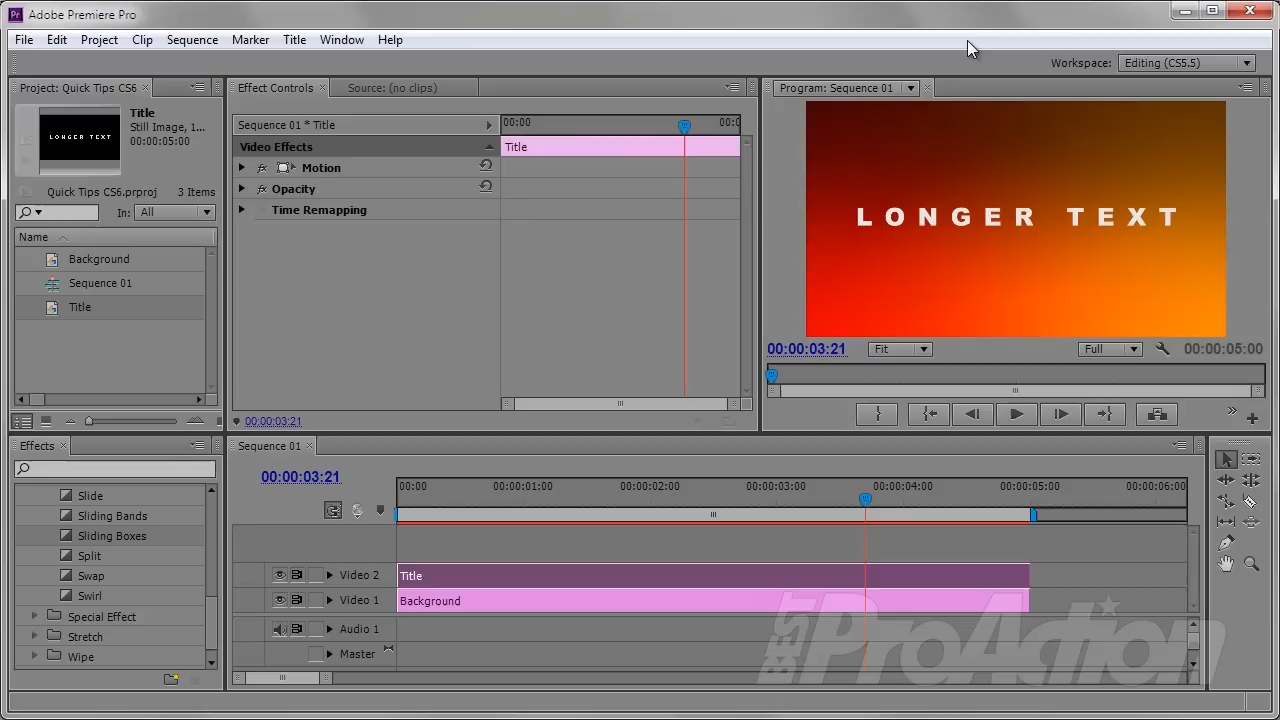 Adobe Premiere Pro
File Edit Project Clip Sequence Marker Title Window Help
Workspace: Editing (CS5.5)
Project: Quick Tips CS6
Title
Still Image, 1...
00:00:05:00
LONGER TEXT
Quick Tips CS6.prproj 3 Items
In: All
Name
Background
Sequence 01
Title
Effect Controls Source: (no clips)
Sequence 01 * Title
00:00 00:0
Video Effects
Title
fx Motion
fx Opacity
Time Remapping
00:00:03:21
Program: Sequence 01
LONGER TEXT
00:00:03:21 Fit Full 00:00:05:00
Effects
Slide
Sliding Bands
Sliding Boxes
Split
Swap
Swirl
Special Effect
Stretch
Wipe
Sequence 01
00:00:03:21
00:00 00:00:01:00 00:00:02:00 00:00:03:00 00:00:04:00 00:00:05:00 00:00:06:00
Video 2 Title
Video 1 Background
Audio 1
Master
ProAction